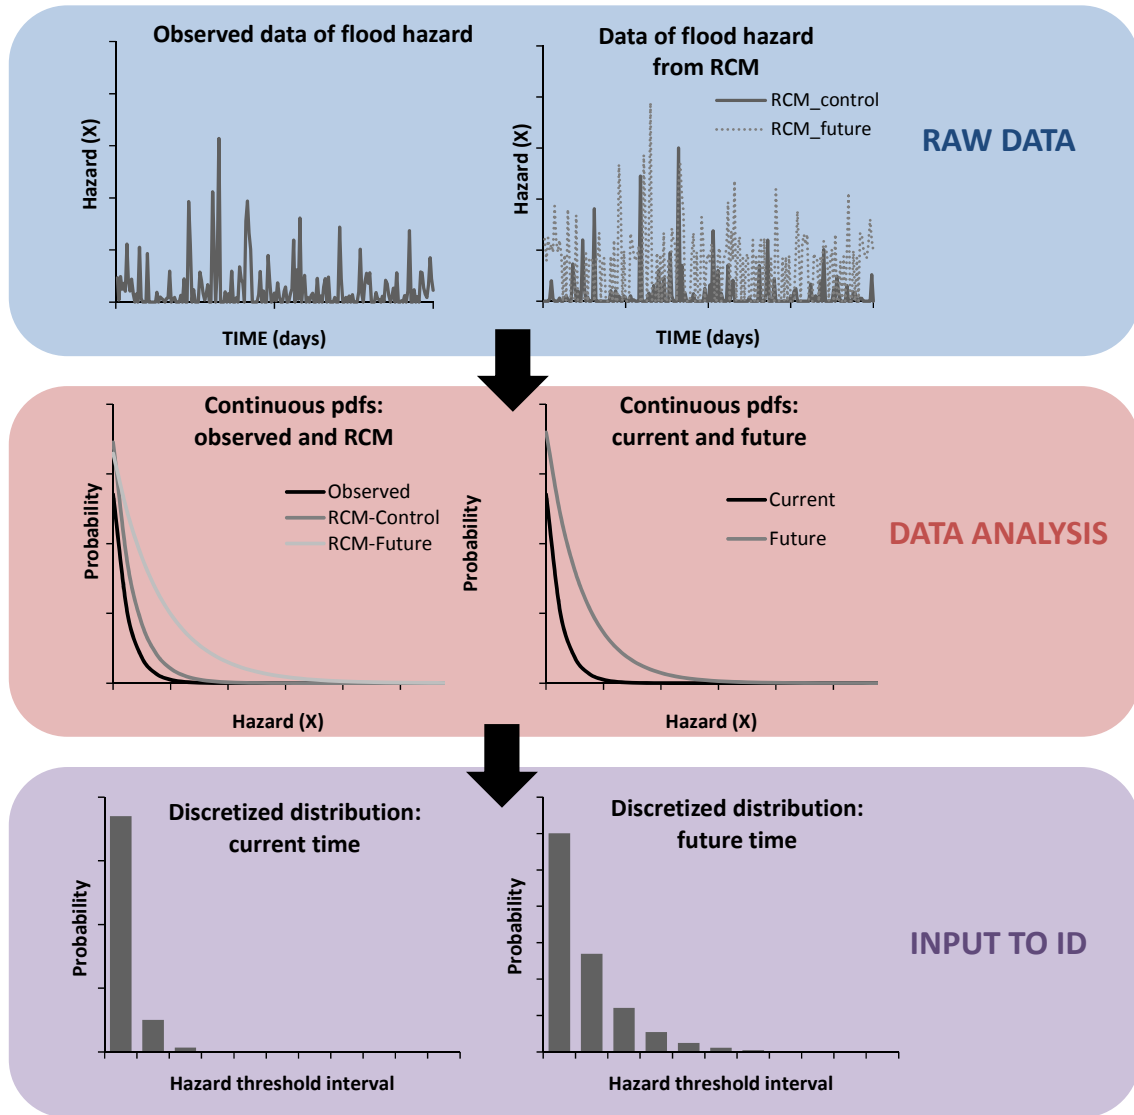 Observed data of flood hazard
Hazard (X)
TIME (days)
Data of flood hazard
from RCM
RCM_control
RCM_future
Hazard (X)
TIME (days)
RAW DATA
Continuous pdfs:
observed and RCM
Observed
RCM-Control
RCM-Future
Probability
Hazard (X)
Continuous pdfs:
current and future
Current
Future
Probability
Hazard (X)
DATA ANALYSIS
Discretized distribution:
current time
Probability
Hazard threshold interval
Discretized distribution:
future time
Probability
Hazard threshold interval
INPUT TO ID